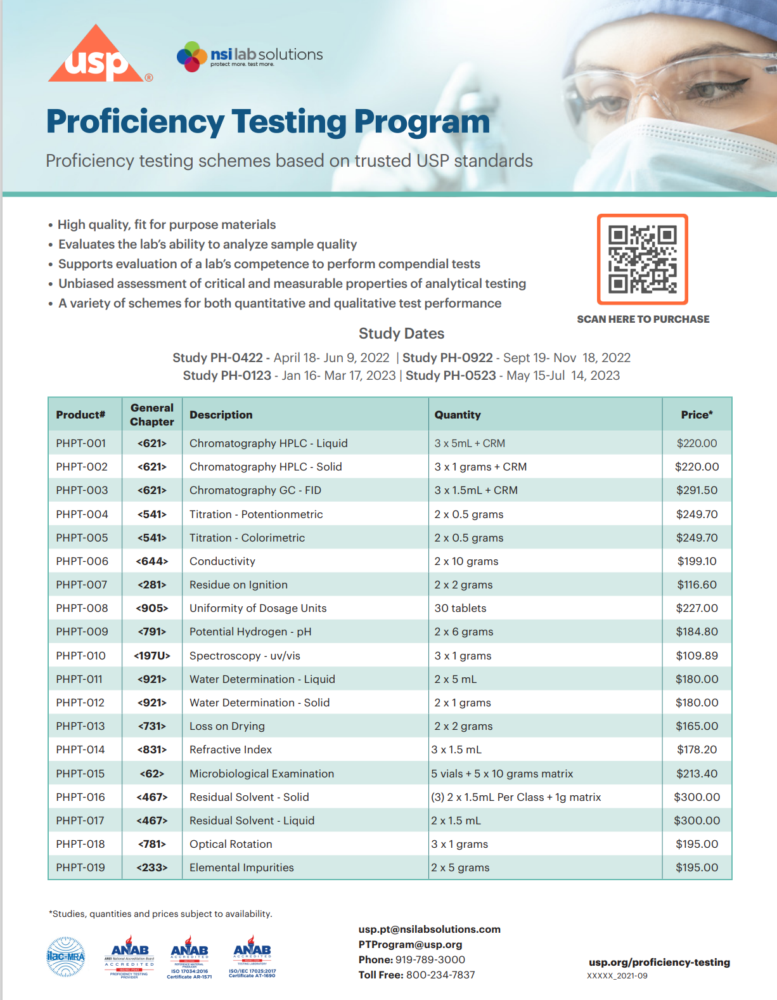 usp®
nsi lab solutions
protect more. test more.
Proficiency Testing Program
Proficiency testing schemes based on trusted USP standards
• High quality, fit for purpose materials
• Evaluates the lab’s ability to analyze sample quality
• Supports evaluation of a lab’s competence to perform compendial tests
• Unbiased assessment of critical and measurable properties of analytical testing
• A variety of schemes for both quantitative and qualitative test performance
SCAN HERE TO PURCHASE
Study Dates
Study PH-0422 - April 18- Jun 9, 2022 | Study PH-0922 - Sept 19- Nov 18, 2022
Study PH-0123 - Jan 16- Mar 17, 2023 | Study PH-0523 - May 15-Jul 14, 2023
Product# General Chapter Description Quantity Price*
PHPT-001 <621> Chromatography HPLC - Liquid 3 x 5mL + CRM $220.00
PHPT-002 <621> Chromatography HPLC - Solid 3 x 1 grams + CRM $220.00
PHPT-003 <621> Chromatography GC - FID 3 x 1.5mL + CRM $291.50
PHPT-004 <541> Titration - Potentionmetric 2 x 0.5 grams $249.70
PHPT-005 <541> Titration - Colorimetric 2 x 0.5 grams $249.70
PHPT-006 <644> Conductivity 2 x 10 grams $199.10
PHPT-007 <281> Residue on Ignition 2 x 2 grams $116.60
PHPT-008 <905> Uniformity of Dosage Units 30 tablets $227.00
PHPT-009 <791> Potential Hydrogen - pH 2 x 6 grams $184.80
PHPT-010 <197U> Spectroscopy - uv/vis 3 x 1 grams $109.89
PHPT-011 <921> Water Determination - Liquid 2 x 5 mL $180.00
PHPT-012 <921> Water Determination - Solid 2 x 1 grams $180.00
PHPT-013 <731> Loss on Drying 2 x 2 grams $165.00
PHPT-014 <831> Refractive Index 3 x 1.5 mL $178.20
PHPT-015 <62> Microbiological Examination 5 vials + 5 x 10 grams matrix $213.40
PHPT-016 <467> Residual Solvent - Solid (3) 2 x 1.5mL Per Class + 1g matrix $300.00
PHPT-017 <467> Residual Solvent - Liquid 2 x 1.5 mL $300.00
PHPT-018 <781> Optical Rotation 3 x 1 grams $195.00
PHPT-019 <233> Elemental Impurities 2 x 5 grams $195.00
*Studies, quantities and prices subject to availability.
ilac-MRA
ANAB
ANSI National Accreditation Board
ACCREDITED
ISO/IEC 17043
PROFICIENCY TESTING
PROVIDER
ANAB
ACCREDITED
REFERENCE MATERIAL
PRODUCER
ISO 17034:2016
Certificate AR-1571
ANAB
ACCREDITED
TESTING LABORATORY
ISO/IEC 17025:2017
Certificate AT-1690
usp.pt@nsilabsolutions.com
PTProgram@usp.org
Phone: 919-789-3000
Toll Free: 800-234-7837
usp.org/proficiency-testing
XXXXX_2021-09